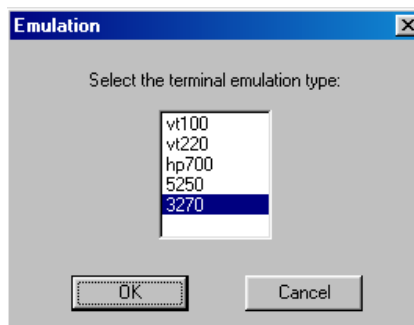 Emulation
Select the terminal emulation type:
vt100
vt220
hp700
5250
3270
OK
Cancel